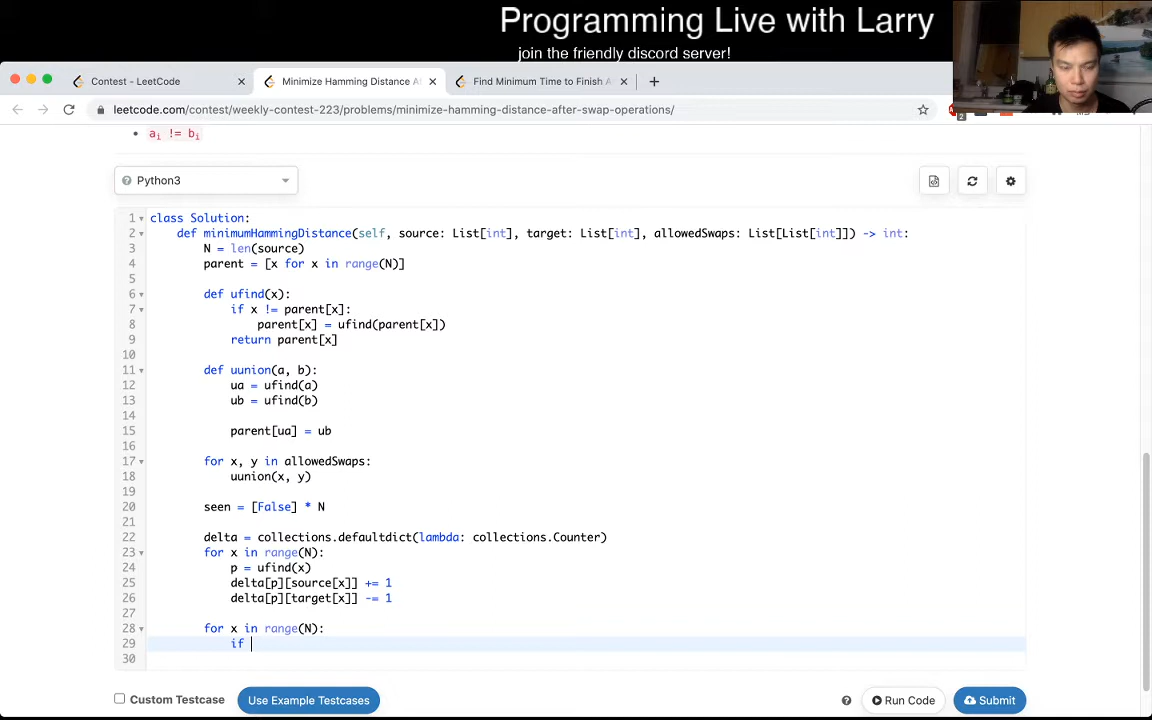 Programming Live with Larry
join the friendly discord server!
Contest - LeetCode
Minimize Hamming Distance A
Find Minimum Time to Finish A
leetcode.com/contest/weekly-contest-223/problems/minimize-hamming-distance-after-swap-operations/
2
ai != bi
Python3
1 class Solution:
2 def minimumHammingDistance(self, source: List[int], target: List[int], allowedSwaps: List[List[int]]) -> int:
3 N = len(source)
4 parent = [x for x in range(N)]
5
6 def ufind(x):
7 if x != parent[x]:
8 parent[x] = ufind(parent[x])
9 return parent[x]
10
11 def uunion(a, b):
12 ua = ufind(a)
13 ub = ufind(b)
14
15 parent[ua] = ub
16
17 for x, y in allowedSwaps:
18 uunion(x, y)
19
20 seen = [False] * N
21
22 delta = collections.defaultdict(lambda: collections.Counter)
23 for x in range(N):
24 p = ufind(x)
25 delta[p][source[x]] += 1
26 delta[p][target[x]] -= 1
27
28 for x in range(N):
29 if
30
Custom Testcase
Use Example Testcases
Run Code
Submit